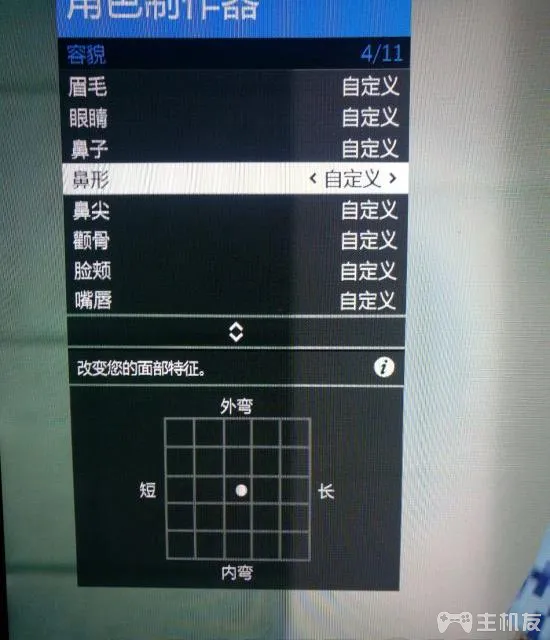 角色制作器
容貌 4/11
眉毛 自定义
眼睛 自定义
鼻子 自定义
鼻形 ‹ 自定义 ›
鼻尖 自定义
颧骨 自定义
脸颊 自定义
嘴唇 自定义
改变您的面部特征。
外弯
短 长
内弯
主机友